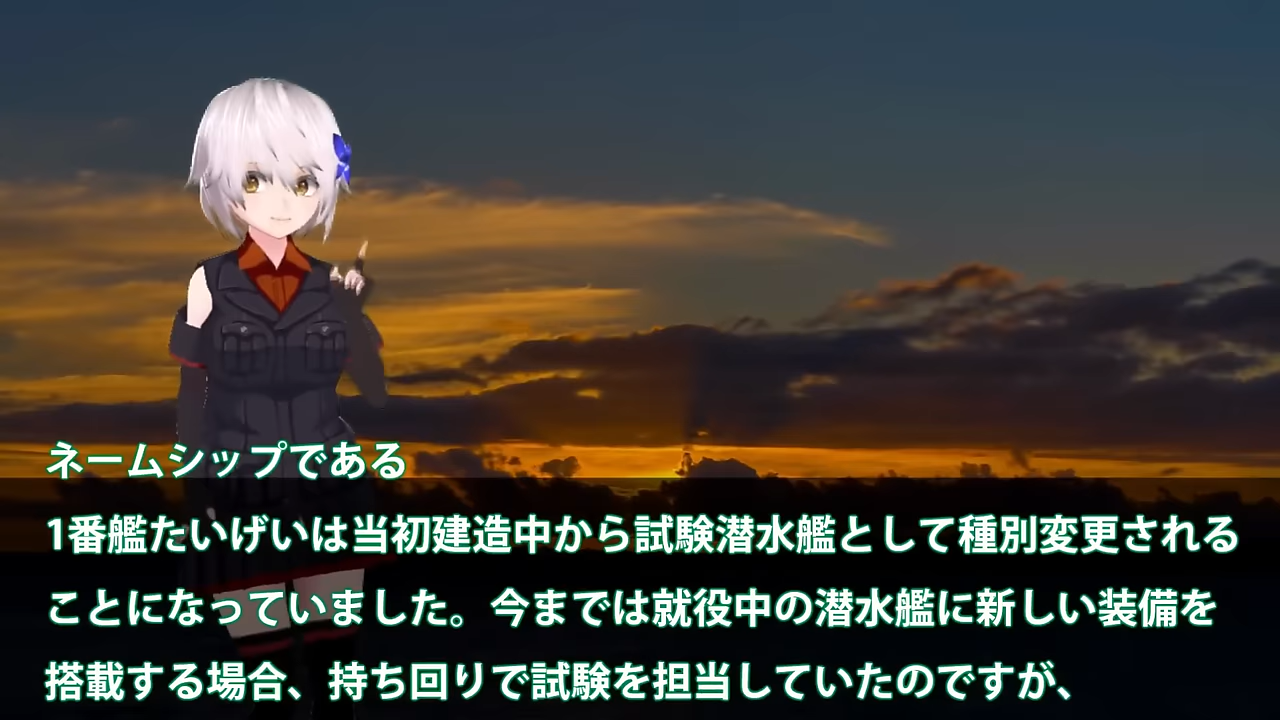 ネームシップである
1番艦たいげいは当初建造中から試験潜水艦として種別変更される
ことになっていました。今までは就役中の潜水艦に新しい装備を
搭載する場合、持ち回りで試験を担当していたのですが、